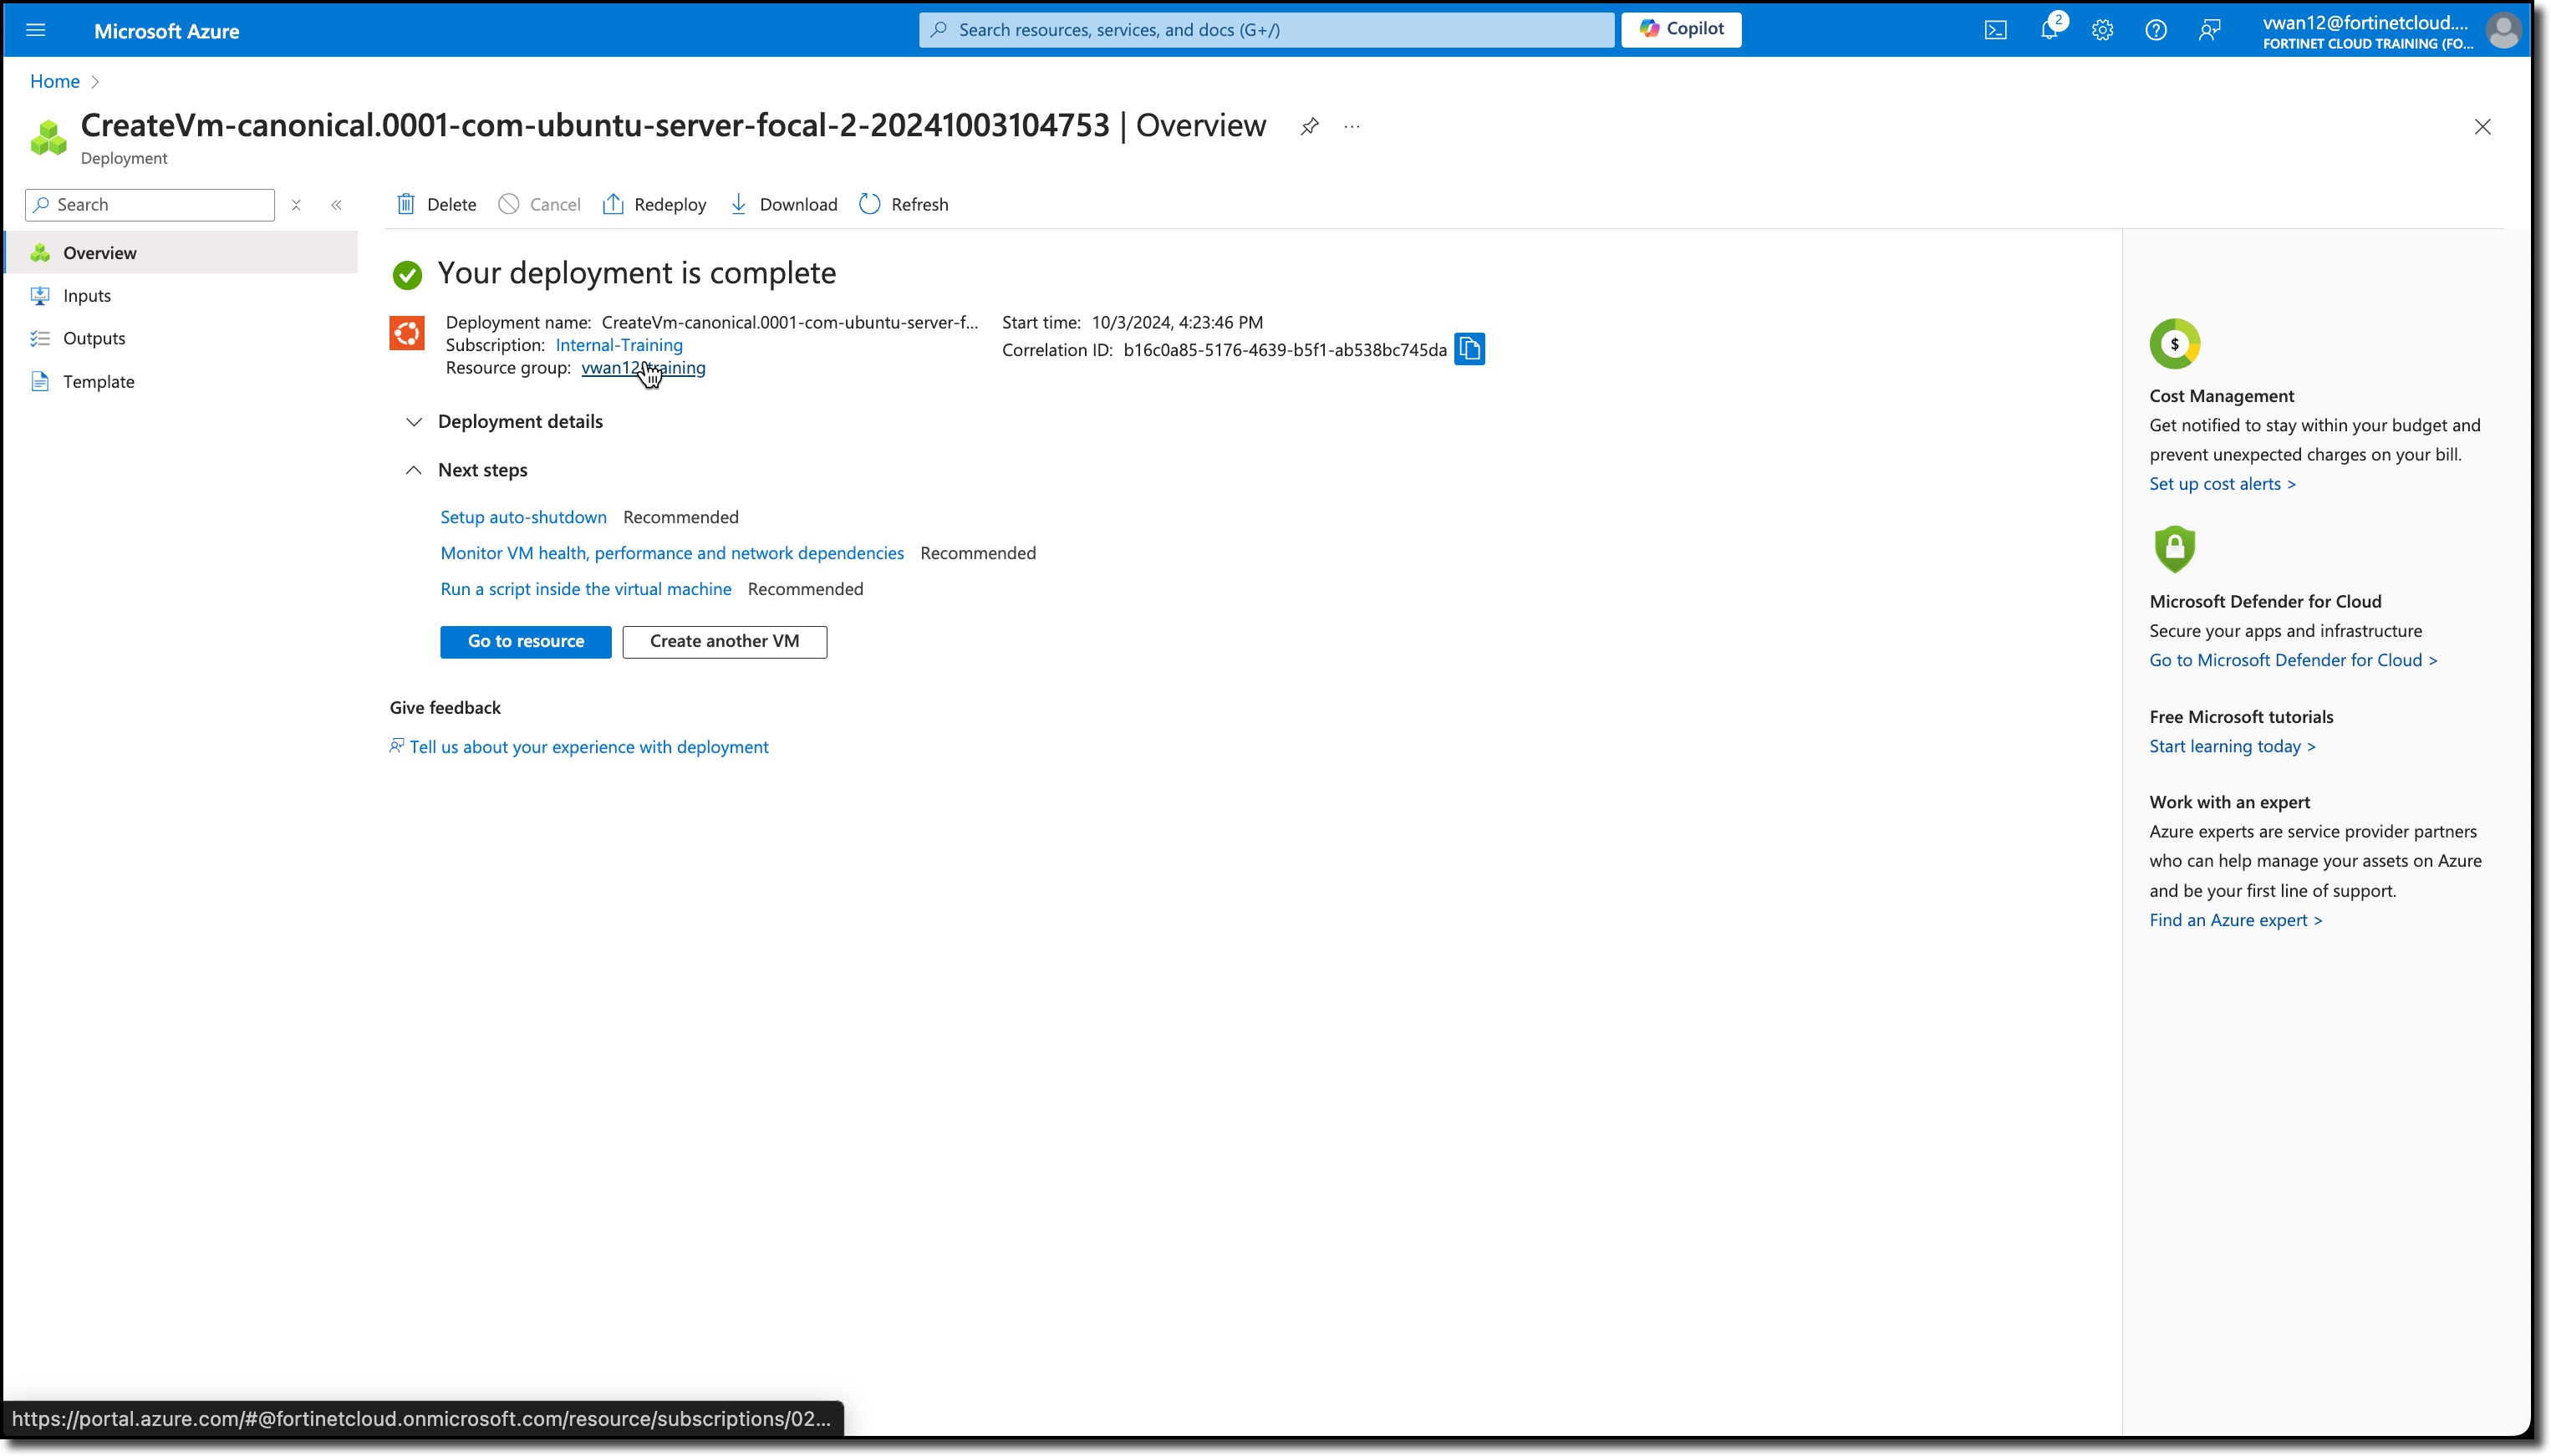 Microsoft Azure
Search resources, services, and docs (G+/)
Copilot
2
vwan12@fortinetcloud....
FORTINET CLOUD TRAINING (FO...
Home
CreateVm-canonical.0001-com-ubuntu-server-focal-2-20241003104753 | Overview
Deployment
Search
Delete
Cancel
Redeploy
Download
Refresh
Overview
Inputs
Outputs
Template
Your deployment is complete
Deployment name: CreateVm-canonical.0001-com-ubuntu-server-f...
Subscription: Internal-Training
Resource group:
Start time: 10/3/2024, 4:23:46 PM
Correlation ID: b16c0a85-5176-4639-b5f1-ab538bc745da
Deployment details
Next steps
Setup auto-shutdown Recommended
Monitor VM health, performance and network dependencies Recommended
Run a script inside the virtual machine Recommended
Go to resource
Create another VM
Give feedback
Tell us about your experience with deployment
$
Cost Management
Get notified to stay within your budget and
prevent unexpected charges on your bill.
Set up cost alerts >
Microsoft Defender for Cloud
Secure your apps and infrastructure
Go to Microsoft Defender for Cloud >
Free Microsoft tutorials
Start learning today >
Work with an expert
Azure experts are service provider partners
who can help manage your assets on Azure
and be your first line of support.
Find an Azure expert >
https://portal.azure.com/#@fortinetcloud.onmicrosoft.com/resource/subscriptions/02...